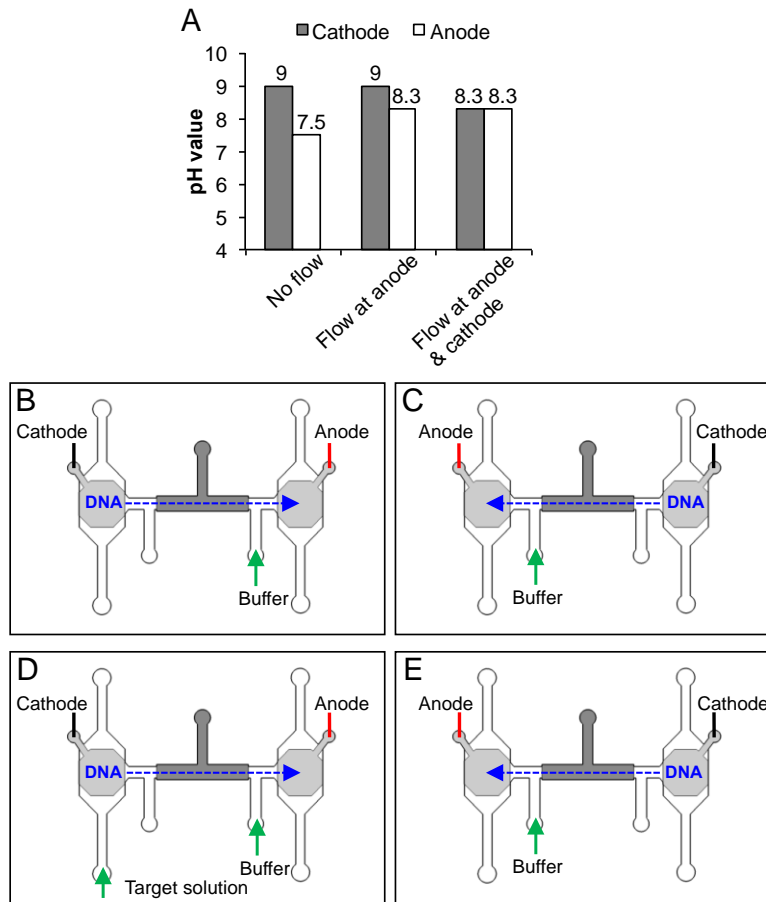 A
Cathode Anode
10
9
8
7
6
5
4
pH value
9
7.5
9
8.3
8.3 8.3
No flow
Flow at anode
Flow at anode
& cathode
B
Cathode
Anode
DNA
Buffer
C
Anode
Cathode
DNA
Buffer
D
Cathode
Anode
DNA
Buffer
Target solution
E
Anode
Cathode
DNA
Buffer